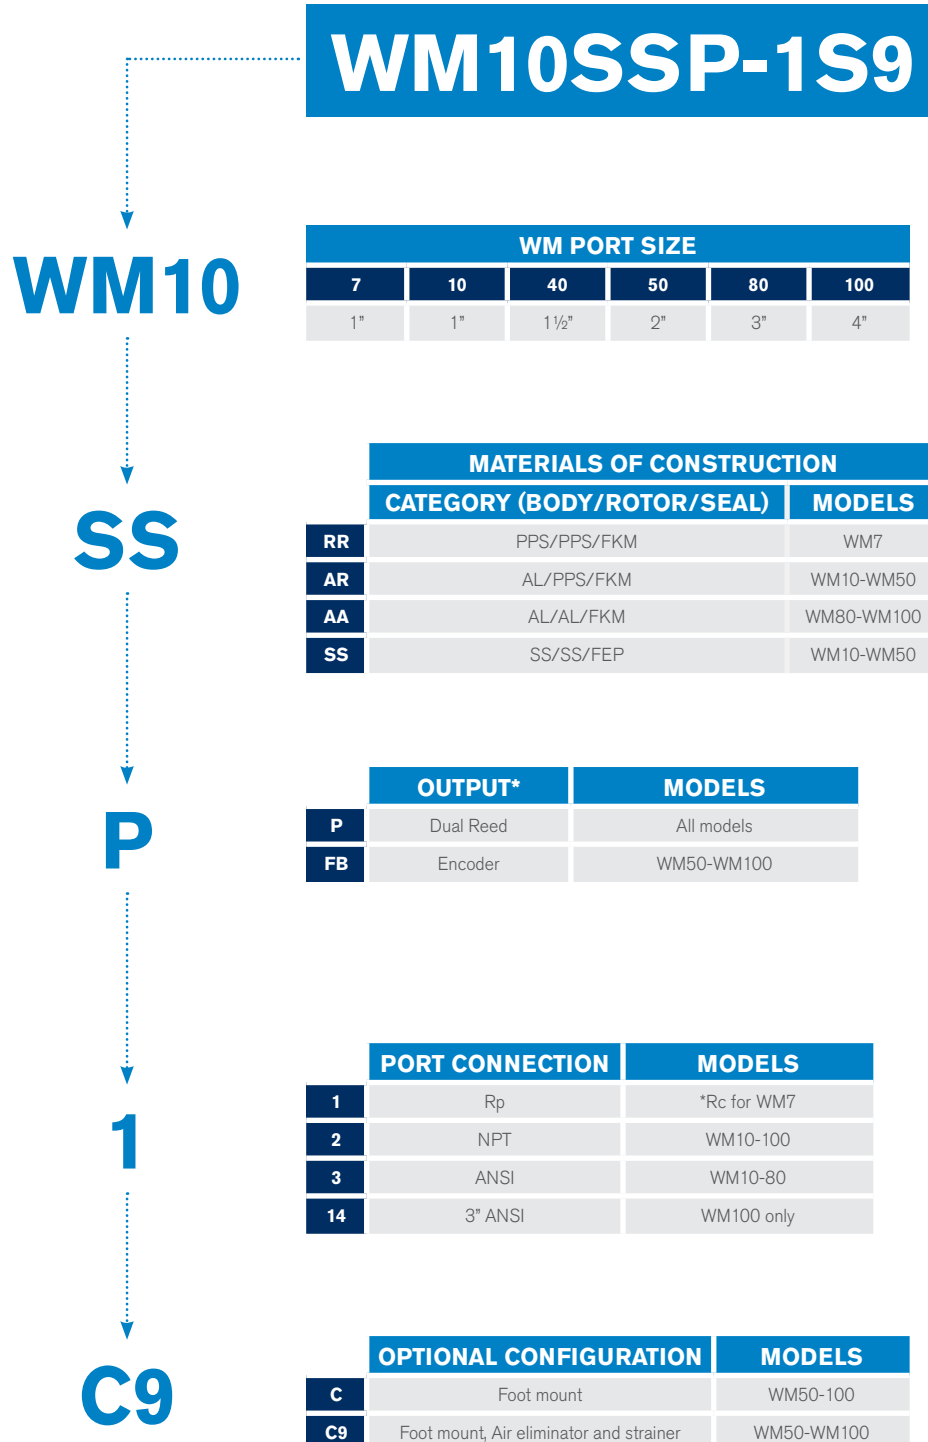 WM10SSP-1S9
WM10
WM PORT SIZE
7 10 40 50 80 100
1” 1” 1½” 2” 3” 4”
SS
MATERIALS OF CONSTRUCTION
CATEGORY (BODY/ROTOR/SEAL) MODELS
RR PPS/PPS/FKM WM7
AR AL/PPS/FKM WM10-WM50
AA AL/AL/FKM WM80-WM100
SS SS/SS/FEP WM10-WM50
P
OUTPUT* MODELS
P Dual Reed All models
FB Encoder WM50-WM100
1
PORT CONNECTION MODELS
1 Rp *Rc for WM7
2 NPT WM10-100
3 ANSI WM10-80
14 3” ANSI WM100 only
C9
OPTIONAL CONFIGURATION MODELS
C Foot mount WM50-100
C9 Foot mount, Air eliminator and strainer WM50-WM100